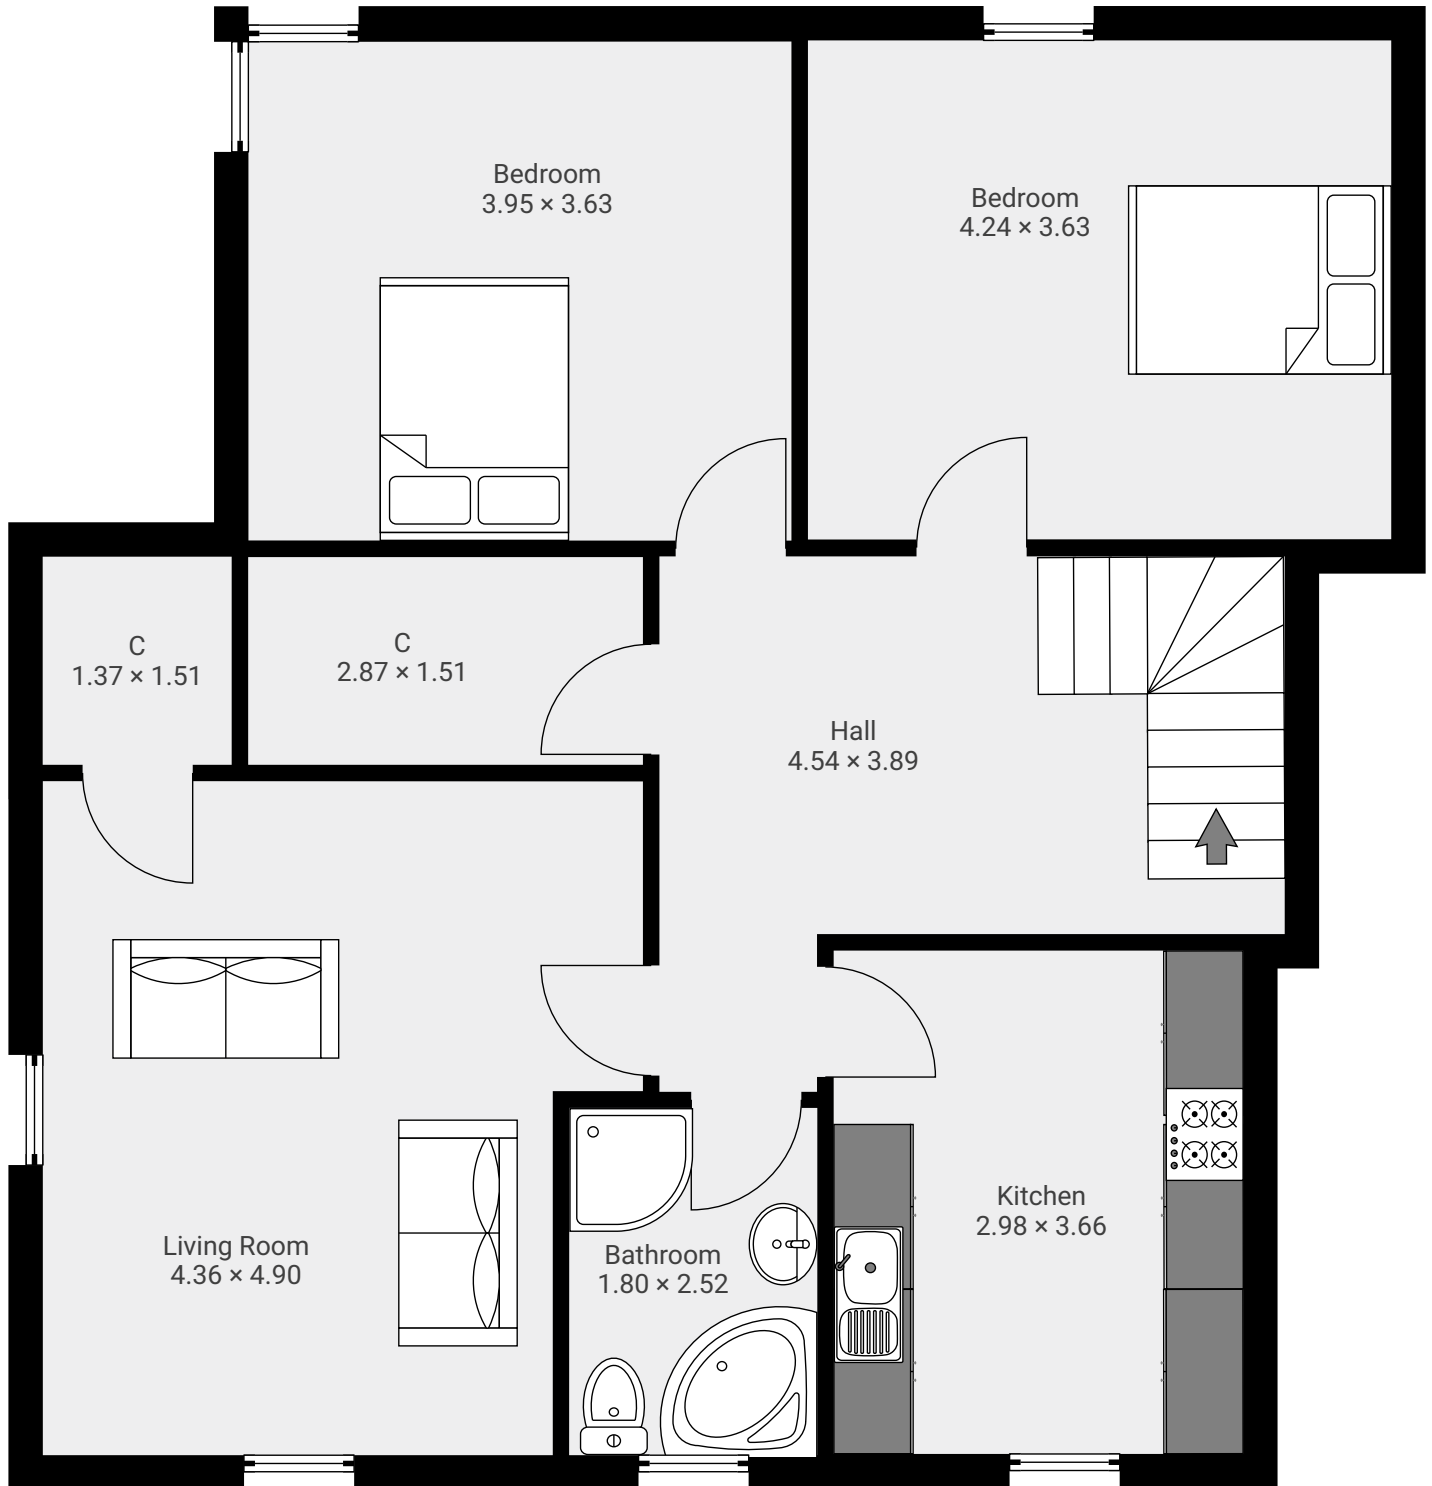 Bedroom
3.95 × 3.63
Bedroom
4.24 × 3.63
C
1.37 × 1.51
C
2.87 × 1.51
Hall
4.54 × 3.89
Living Room
4.36 × 4.90
Bathroom
1.80 × 2.52
Kitchen
2.98 × 3.66